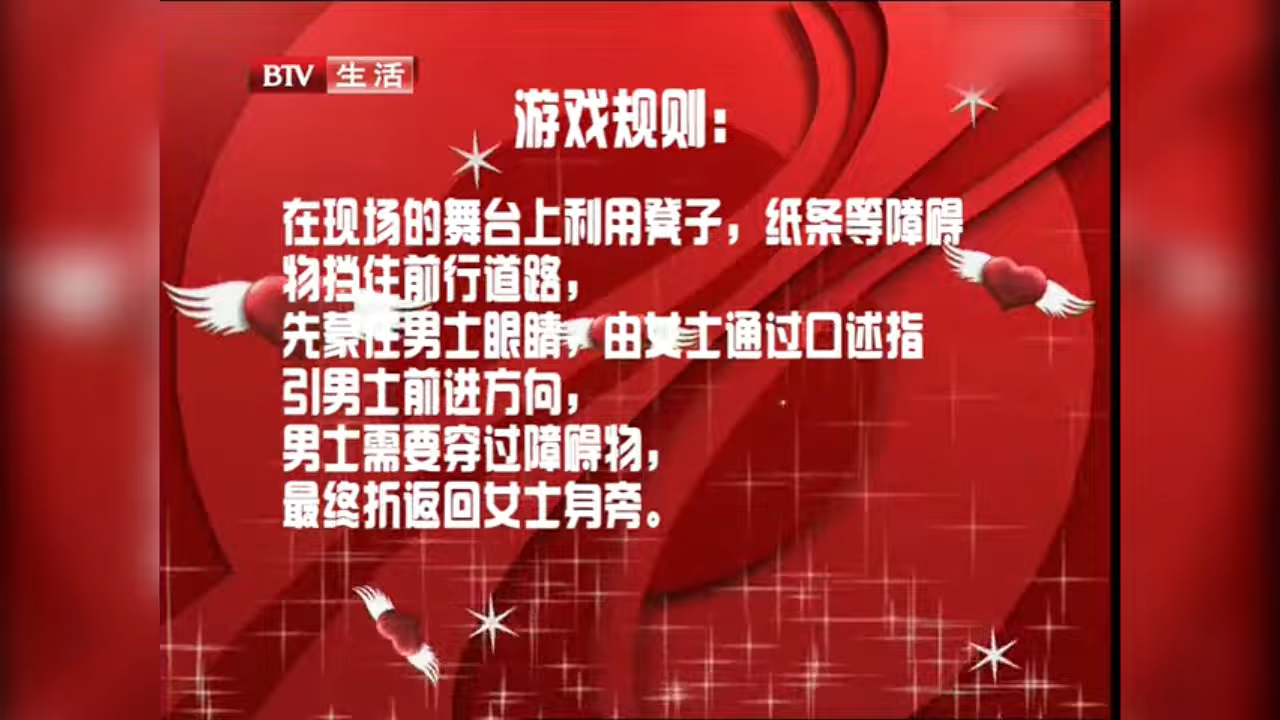 BTV 生活
游戏规则：
在现场的舞台上利用凳子，纸条等障碍
物挡住前行道路，
先蒙住男士眼睛，由女士通过口述指
引男士前进方向，
男士需要穿过障碍物，
最终折返回女士身旁。